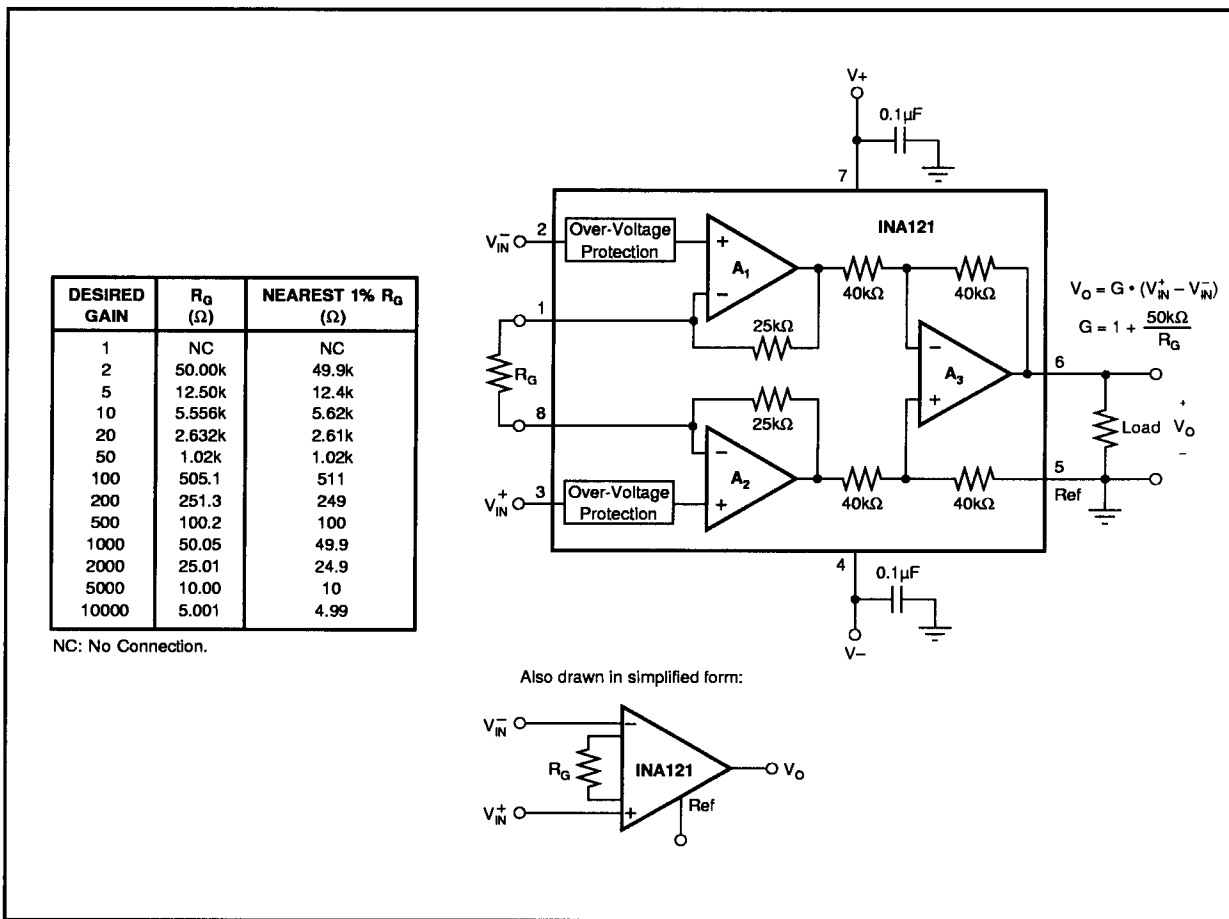 DESIRED GAIN	R_G (Ω)	NEAREST 1% R_G (Ω)
1	NC	NC
2	50.00k	49.9k
5	12.50k	12.4k
10	5.556k	5.62k
20	2.632k	2.61k
50	1.02k	1.02k
100	505.1	511
200	251.3	249
500	100.2	100
1000	50.05	49.9
2000	25.01	24.9
5000	10.00	10
10000	5.001	4.99
NC: No Connection.
V+
0.1µF
7
INA121
V_IN^−
2
Over-Voltage
Protection
+
A₁
−
40kΩ
40kΩ
V_O = G • (V_IN^+ − V_IN^−)
G = 1 + 50kΩ / R_G
1
25kΩ
R_G
−
A₃
+
6
8
25kΩ
Load
+
V_O
-
−
A₂
+
V_IN^+
3
Over-Voltage
Protection
40kΩ
40kΩ
5
Ref
4
0.1µF
V−
Also drawn in simplified form:
V_IN^−
−
R_G
INA121
V_O
V_IN^+
+
Ref